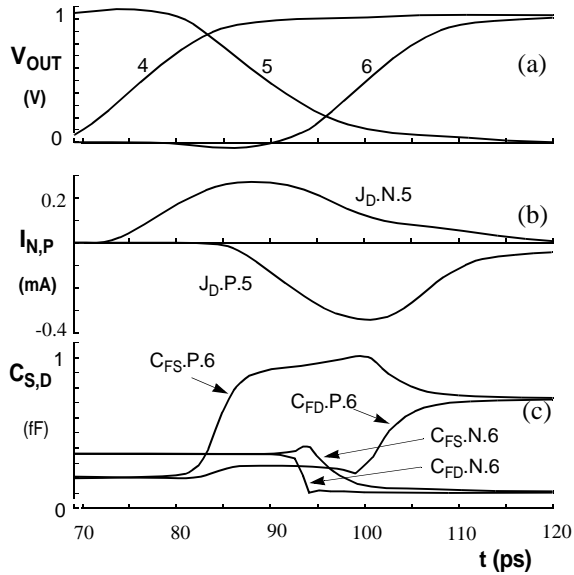 1
V_OUT
(V)
0
4
5
6
(a)
0.2
I_N,P
(mA)
-0.4
J_D.N.5
J_D.P.5
(b)
1
C_S,D
(fF)
0
1
C_FS.P.6
C_FD.P.6
C_FS.N.6
C_FD.N.6
(c)
70 80 90 100 110 120
t (ps)